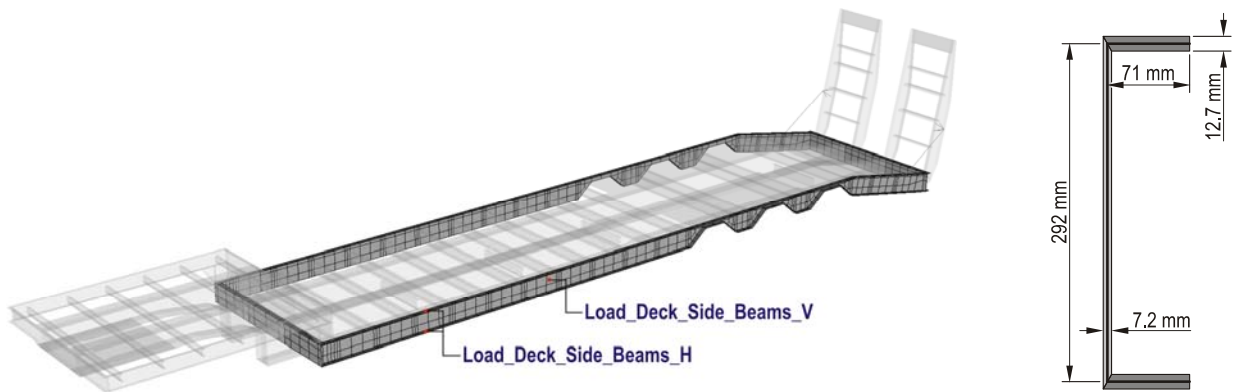 Load_Deck_Side_Beams_V
Load_Deck_Side_Beams_H
71 mm
12.7 mm
292 mm
7.2 mm